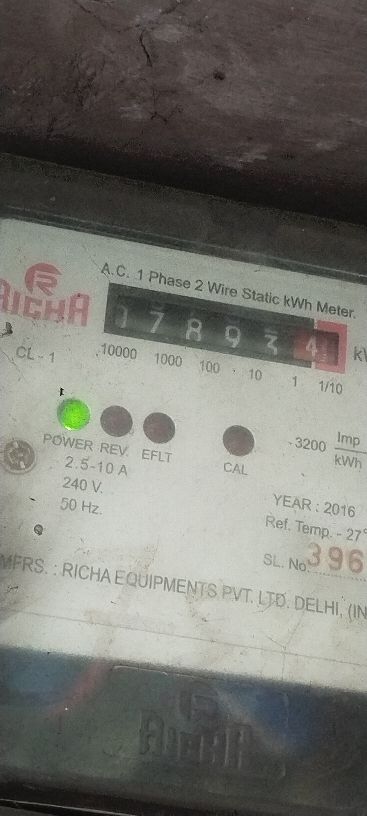 A.C. 1 Phase 2 Wire Static kWh Meter.
RICHA
1 7 8 9 3 4
CL - 1
10000 1000 100 10 1 1/10
POWER REV. EFLT CAL
3200 Imp
kWh
2.5-10 A
240 V.
50 Hz.
YEAR : 2016
Ref. Temp. - 27°
SL. No. 396
MFRS. : RICHA EQUIPMENTS PVT. LTD. DELHI, (IN
RICHA